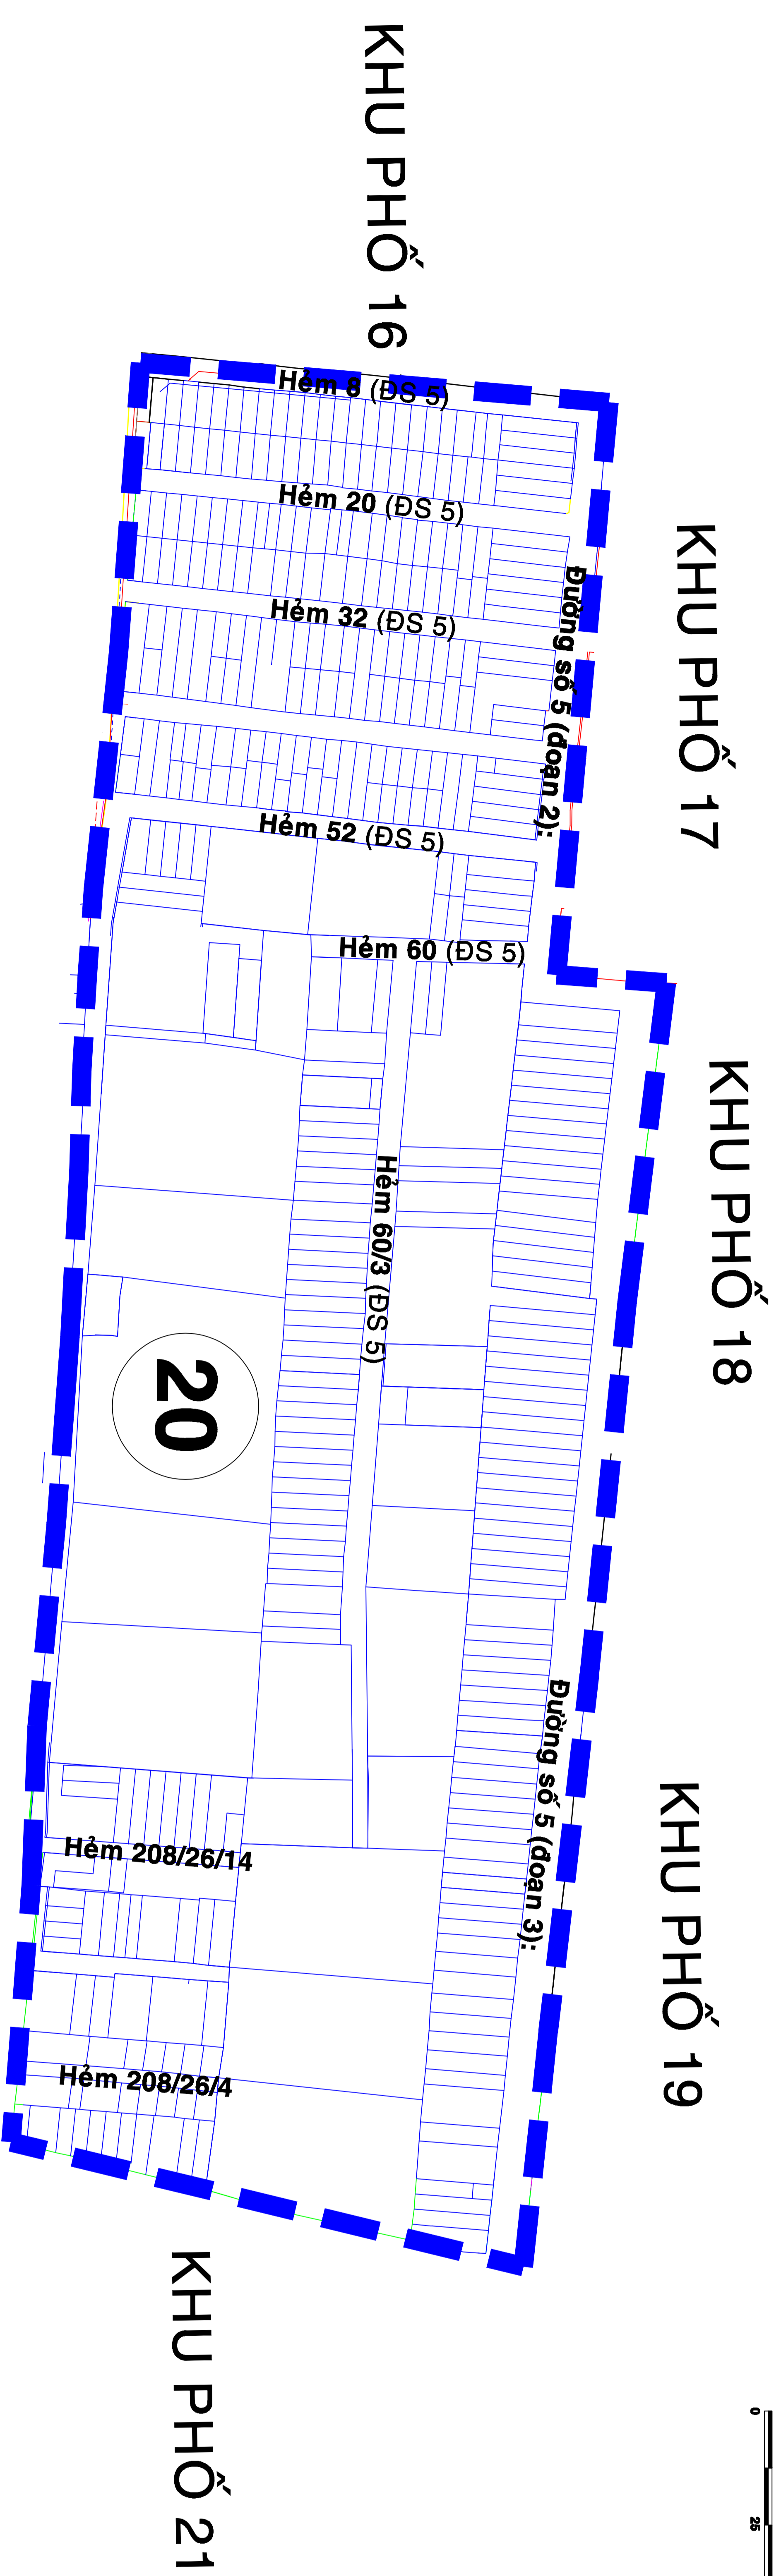 KHU PHỐ 16
Hẻm 8 (ĐS 5)
Hẻm 20 (ĐS 5)
KHU PHỐ 17
Đường số 5 (đoạn 2):
Hẻm 32 (ĐS 5)
Hẻm 52 (ĐS 5)
Hẻm 60 (ĐS 5)
KHU PHỐ 18
Hẻm 60/3 (ĐS 5)
20
Đường số 5 (đoạn 3):
KHU PHỐ 19
Hẻm 208/26/14
Hẻm 208/26/4
KHU PHỐ 21
0
25